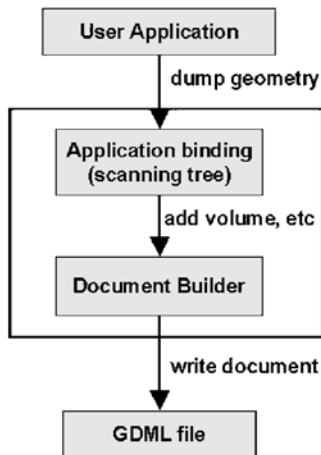 User Application
dump geometry
Application binding
(scanning tree)
add volume, etc
Document Builder
write document
GDML file